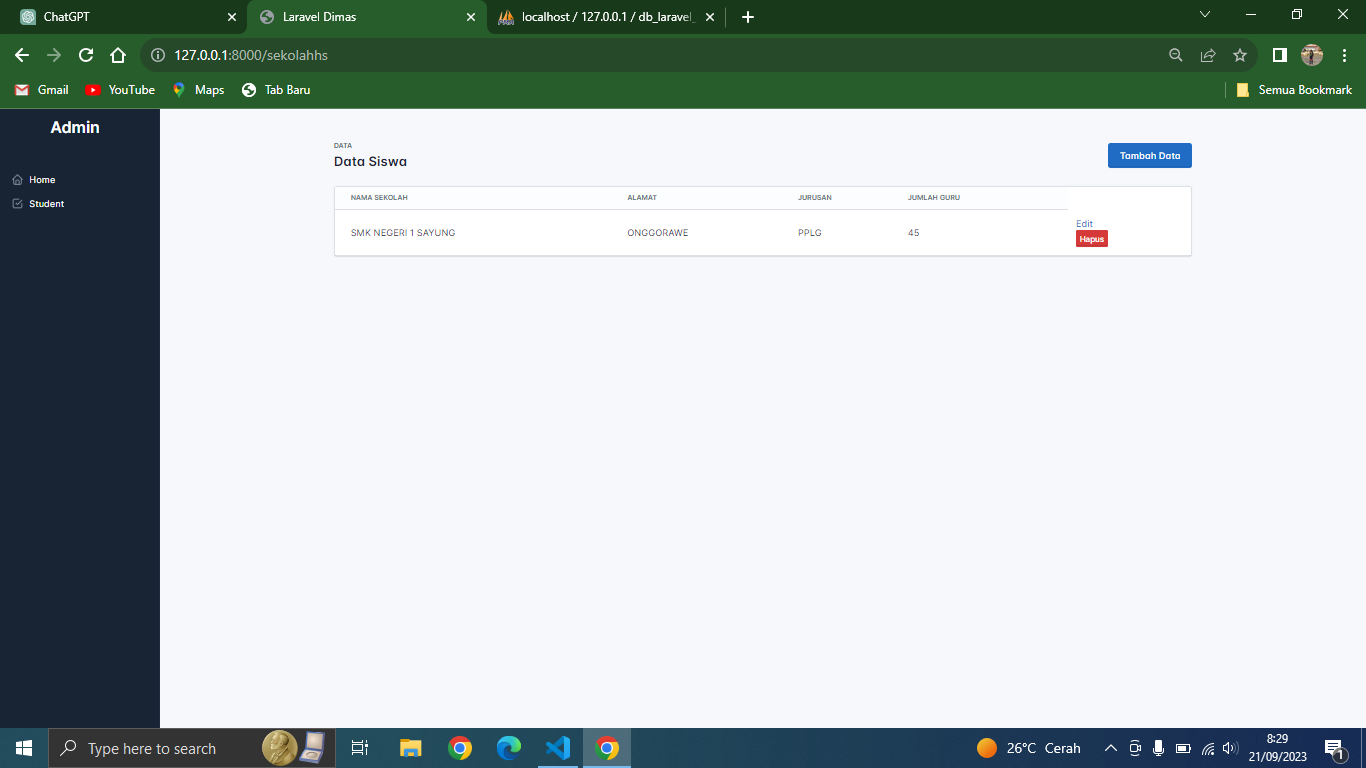 ChatGPT
Laravel Dimas
localhost / 127.0.0.1 / db_laravel_
127.0.0.1:8000/sekolahhs
Gmail
YouTube
Maps
Tab Baru
Semua Bookmark
Admin
Home
Student
DATA
Data Siswa
Tambah Data
NAMA SEKOLAH ALAMAT JURUSAN JUMLAH GURU
SMK NEGERI 1 SAYUNG ONGGORAWE PPLG 45
Edit
Hapus
Type here to search
26°C Cerah
8:29
21/09/2023
1